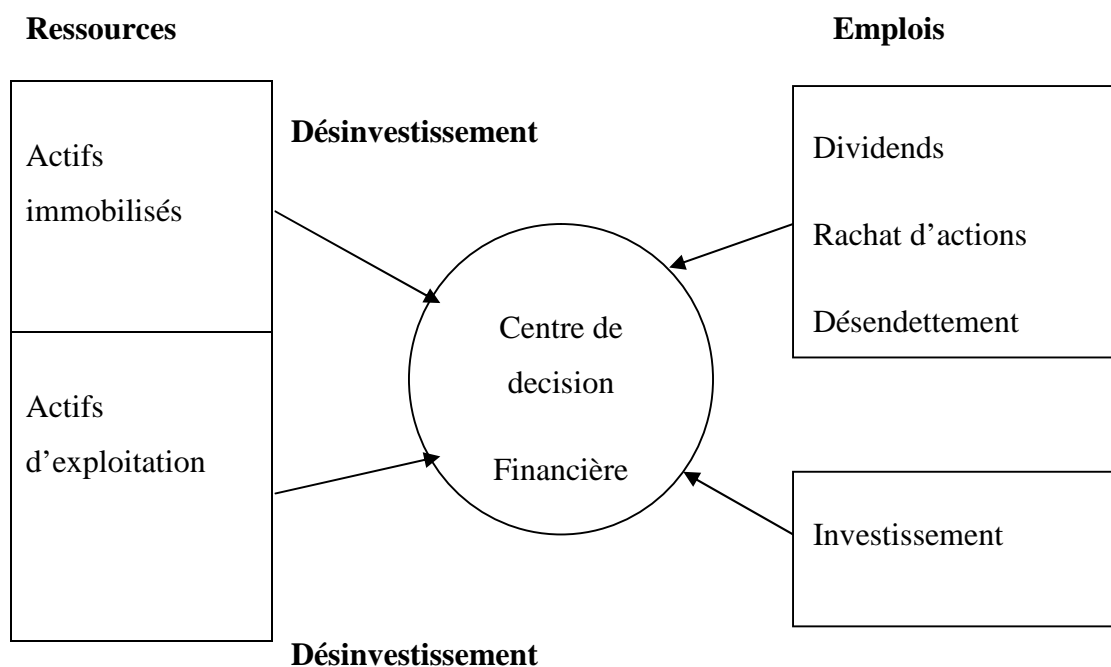 Ressources
Emplois
Désinvestissement
Actifs
immobilisés
Dividends
Rachat d’actions
Désendettement
Centre de
decision
Financière
Actifs
d’exploitation
Investissement
Désinvestissement